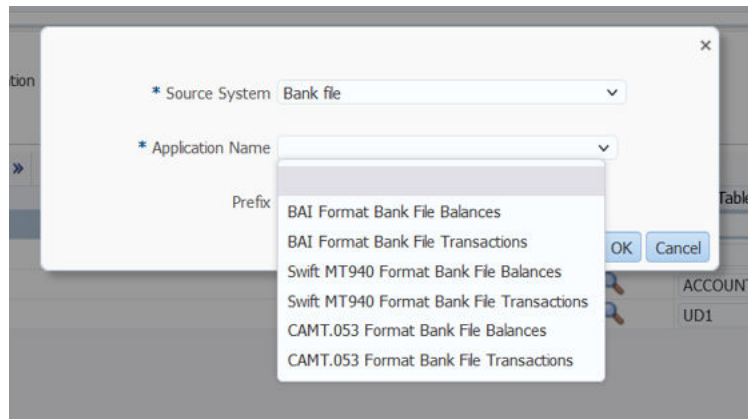 tion
* Source System Bank file
* Application Name
»
Prefix
BAI Format Bank File Balances
BAI Format Bank File Transactions
Swift MT940 Format Bank File Balances
Swift MT940 Format Bank File Transactions
CAMT.053 Format Bank File Balances
CAMT.053 Format Bank File Transactions
OK Cancel
Table
ACCOUNT
UD1